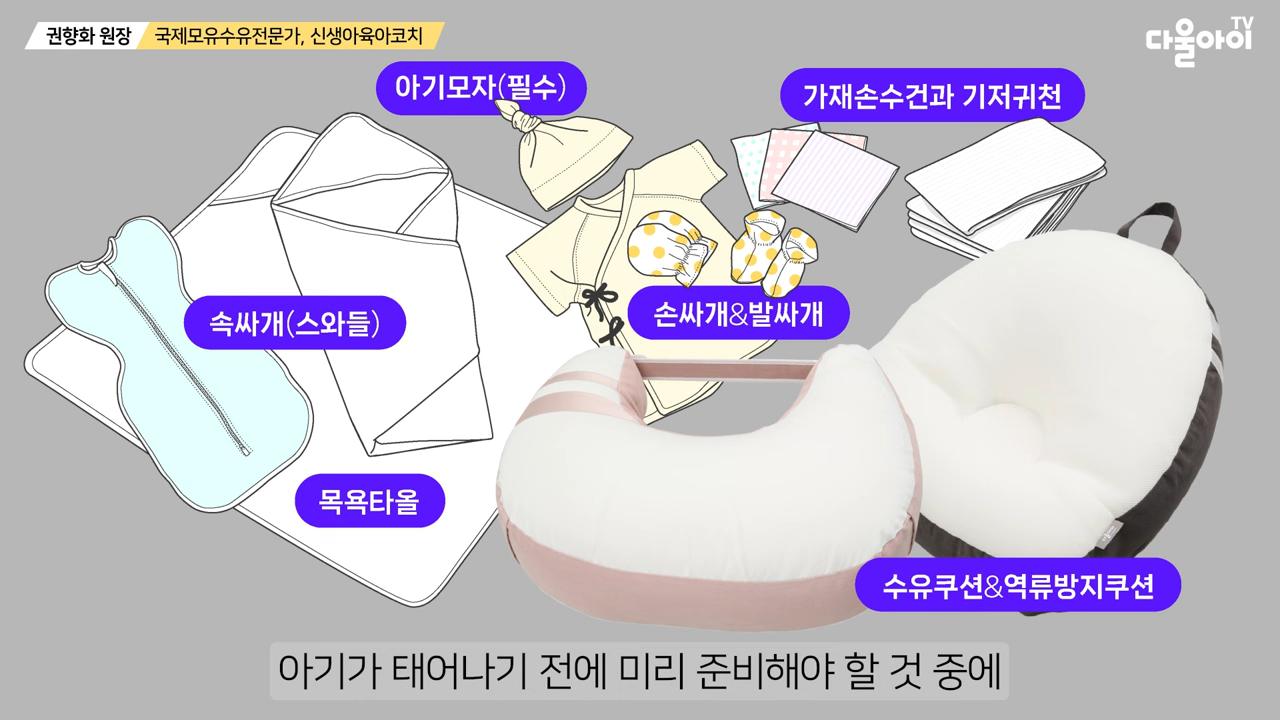 권향화 원장 국제모유수유전문가, 신생아육아코치
다울아이TV
아기모자(필수)
가재손수건과 기저귀천
속싸개(스와들)
손싸개&발싸개
목욕타올
수유쿠션&역류방지쿠션
아기가 태어나기 전에 미리 준비해야 할 것 중에